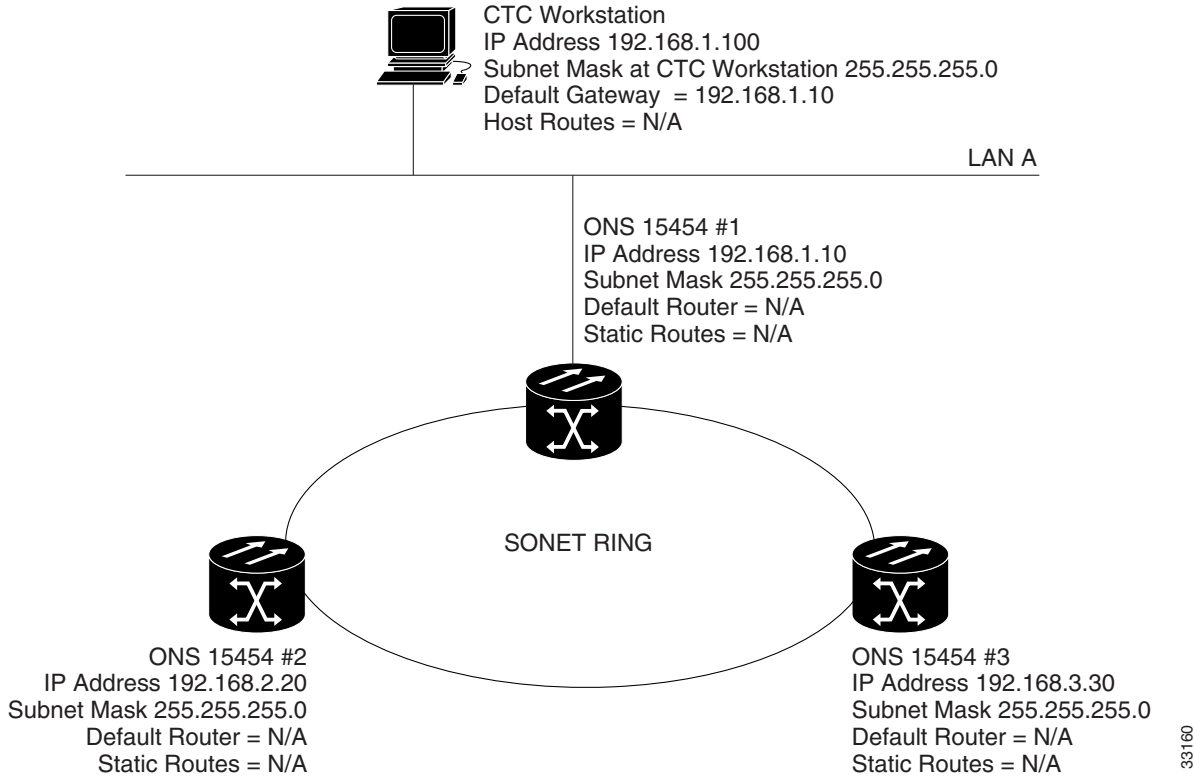 CTC Workstation
IP Address 192.168.1.100
Subnet Mask at CTC Workstation 255.255.255.0
Default Gateway = 192.168.1.10
Host Routes = N/A
LAN A
ONS 15454 #1
IP Address 192.168.1.10
Subnet Mask 255.255.255.0
Default Router = N/A
Static Routes = N/A
SONET RING
ONS 15454 #2
IP Address 192.168.2.20
Subnet Mask 255.255.255.0
Default Router = N/A
Static Routes = N/A
ONS 15454 #3
IP Address 192.168.3.30
Subnet Mask 255.255.255.0
Default Router = N/A
Static Routes = N/A
33160